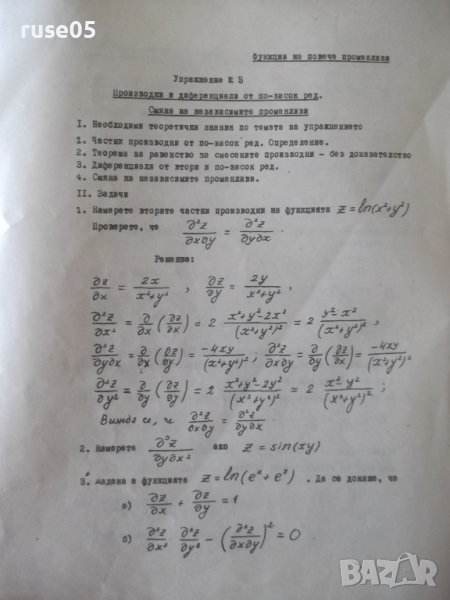 ruse05
Функции на повече променливи
Упражнение № 3
Производни и диференциали от по-висок ред.
Смяна на независимите променливи
I. Необходими теоретични знания по темата на упражнението
1. Частни производни от по-висок ред. Определение.
2. Теорема за равенство на смесените производни - без доказателство
3. Диференциали от втори и по-висок ред.
4. Смяна на независимите променливи.
II. Задачи
1. Намерете вторите частни производни на функцията z = ln(x²+y²)
Проверете, че ∂²z/∂x∂y = ∂²z/∂y∂x
Решение:
∂z/∂x = 2x/(x²+y²) , ∂z/∂y = 2y/(x²+y²) ,
∂²z/∂x² = ∂/∂x (∂z/∂x) = 2 (x²+y²-2x²)/(x²+y²)² = 2 (y²-x²)/(x²+y²)² ,
∂²z/∂y∂x = ∂/∂x (∂z/∂y) = -4xy/(x²+y²)² ; ∂²z/∂x∂y = ∂/∂y (∂z/∂x) = -4xy/(x²+y²)²
∂²z/∂y² = ∂/∂y (∂z/∂y) = 2 (x²+y²-2y²)/(x²+y²)² = 2 (x²-y²)/(x²+y²)² ;
Вижда се, че ∂²z/∂x∂y = ∂²z/∂y∂x .
2. Намерете ∂³z/∂y∂x² ако z = sin(xy)
3. Дадена е функцията z = ln(eˣ + eˣ) . Да се докаже, че
а) ∂z/∂x + ∂z/∂y = 1
б) ∂²z/∂x² ∂²z/∂y² - (∂²z/∂x∂y)² = 0
BAZAR